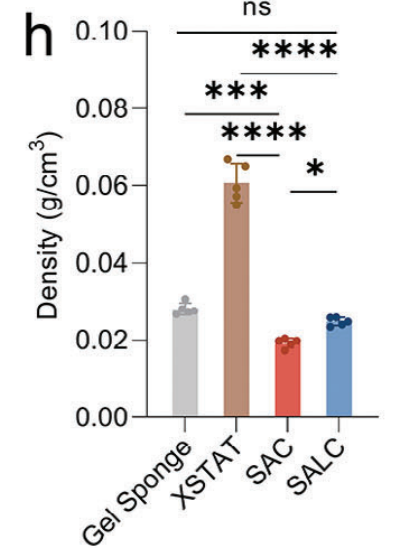 h
ns
****
***
****
*
Density (g/cm³)
0.10
0.08
0.06
0.04
0.02
0.00
Gel Sponge
XSTAT
SAC
SALC